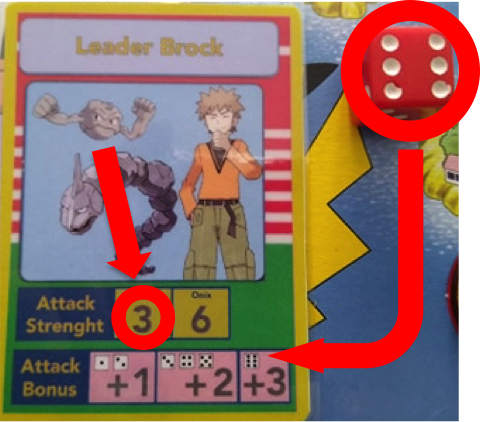 Leader Brock
Onix
Attack
Strenght
3
6
Attack
Bonus
+1
+2
+3